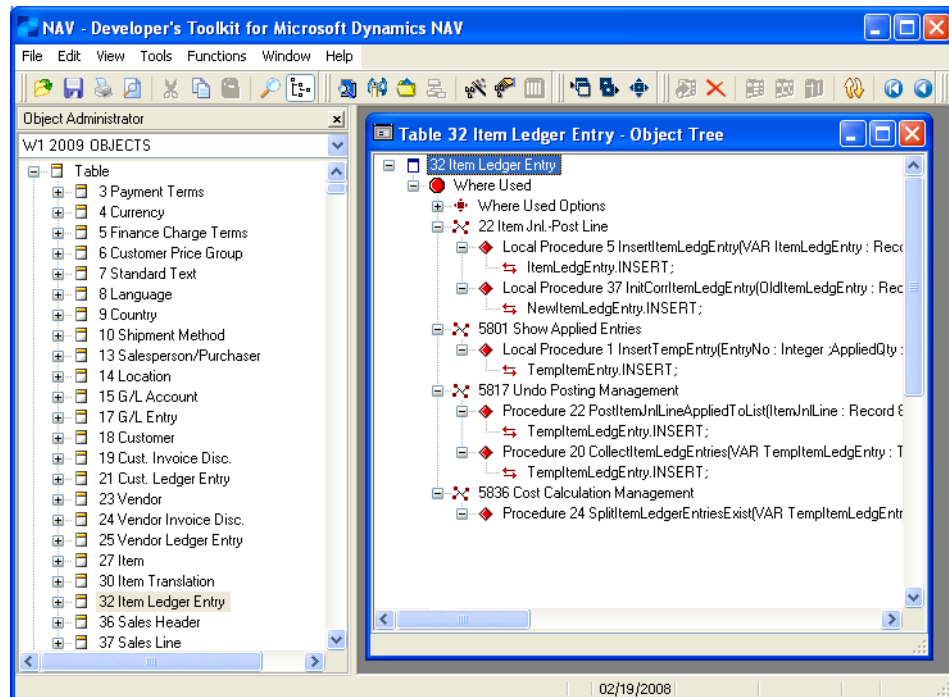 NAV - Developer's Toolkit for Microsoft Dynamics NAV
File Edit View Tools Functions Window Help
Object Administrator
W1 2009 OBJECTS
Table
3 Payment Terms
4 Currency
5 Finance Charge Terms
6 Customer Price Group
7 Standard Text
8 Language
9 Country
10 Shipment Method
13 Salesperson/Purchaser
14 Location
15 G/L Account
17 G/L Entry
18 Customer
19 Cust. Invoice Disc.
21 Cust. Ledger Entry
23 Vendor
24 Vendor Invoice Disc.
25 Vendor Ledger Entry
27 Item
30 Item Translation
32 Item Ledger Entry
36 Sales Header
37 Sales Line
Table 32 Item Ledger Entry - Object Tree
32 Item Ledger Entry
Where Used
Where Used Options
22 Item Jnl.-Post Line
Local Procedure 5 InsertItemLedgEntry(VAR ItemLedgEntry : Reco
ItemLedgEntry.INSERT;
Local Procedure 37 InitCorrItemLedgEntry(OldItemLedgEntry : Rec
NewItemLedgEntry.INSERT;
5801 Show Applied Entries
Local Procedure 1 InsertTempEntry(EntryNo : Integer ;AppliedQty :
TempItemEntry.INSERT;
5817 Undo Posting Management
Procedure 22 PostItemJnlLineAppliedToList(ItemJnlLine : Record 8
TempItemLedgEntry.INSERT;
Procedure 20 CollectItemLedgEntries(VAR TempItemLedgEntry : T
TempItemLedgEntry.INSERT;
5836 Cost Calculation Management
Procedure 24 SplitItemLedgerEntriesExist(VAR TempItemLedgEntr
02/19/2008